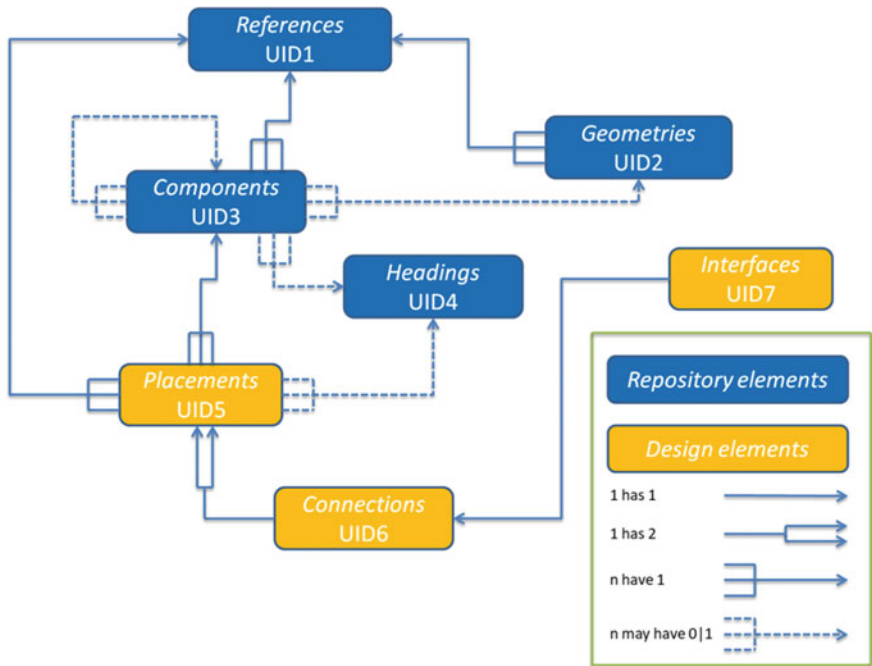 References
UID1
Geometries
UID2
Components
UID3
Headings
UID4
Interfaces
UID7
Placements
UID5
Connections
UID6
Repository elements
Design elements
1 has 1
1 has 2
n have 1
n may have 0|1